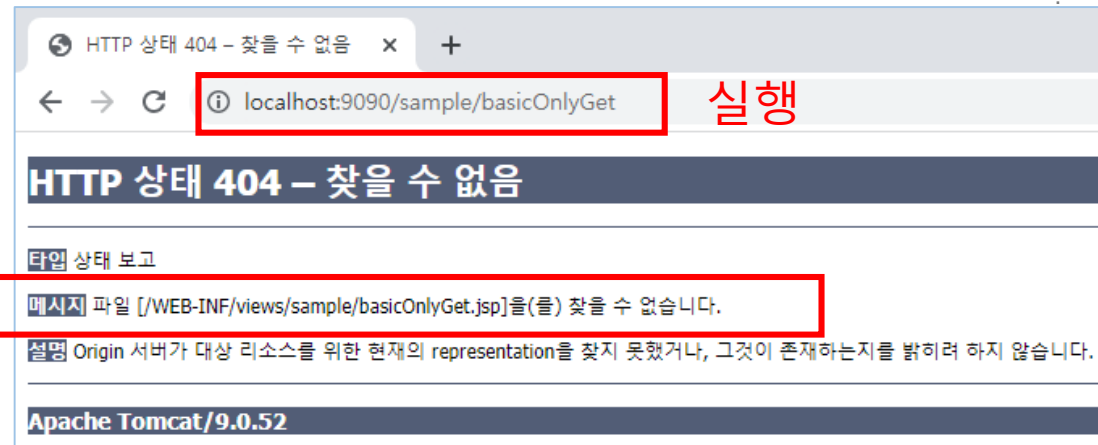 HTTP 상태 404 – 찾을 수 없음
localhost:9090/sample/basicOnlyGet
실행
HTTP 상태 404 – 찾을 수 없음
타입 상태 보고
메시지 파일 [/WEB-INF/views/sample/basicOnlyGet.jsp]을(를) 찾을 수 없습니다.
설명 Origin 서버가 대상 리소스를 위한 현재의 representation을 찾지 못했거나, 그것이 존재하는지를 밝히려 하지 않습니다.
Apache Tomcat/9.0.52